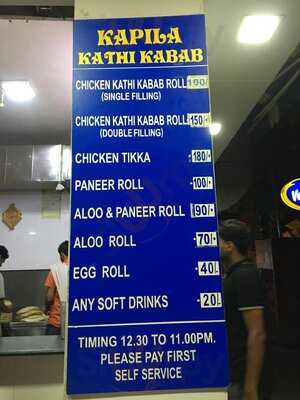 KAPILA
KATHI KABAB
CHICKEN KATHI KABAB ROLL 100/-
(SINGLE FILLING)
CHICKEN KATHI KABAB ROLL 150/-
(DOUBLE FILLING)
CHICKEN TIKKA -180/-
PANEER ROLL -100/-
ALOO & PANEER ROLL 90/-
ALOO ROLL -70/-
EGG ROLL -40/-
ANY SOFT DRINKS -20/-
TIMING 12.30 TO 11.00PM.
PLEASE PAY FIRST
SELF SERVICE